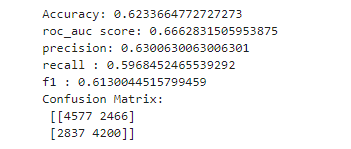 Accuracy: 0.6233664772727273
roc_auc score: 0.6662831505953875
precision: 0.6300630063006301
recall : 0.5968452465539292
f1 : 0.6130044515799459
Confusion Matrix:
[[4577 2466]
[2837 4200]]